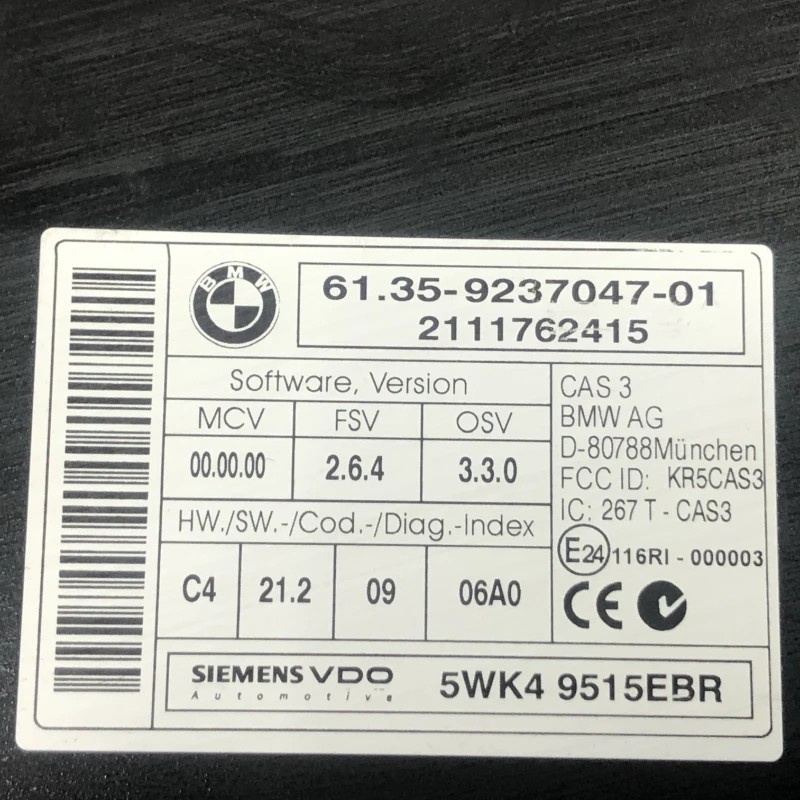 BMW
61.35-9237047-01
2111762415
Software, Version
MCV FSV OSV
00.00.00 2.6.4 3.3.0
HW./SW.-/Cod.-/Diag.-Index
C4 21.2 09 06A0
CAS 3
BMW AG
D-80788München
FCC ID: KR5CAS3
IC: 267 T - CAS3
E24 116RI - 000003
CE
SIEMENS VDO
Automotive
5WK4 9515EBR